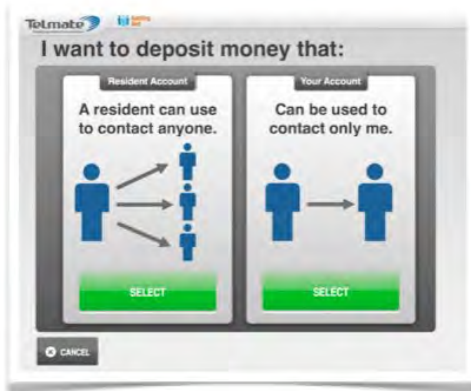 Telmate
I want to deposit money that:
Resident Account
A resident can use
to contact anyone.
SELECT
Your Account
Can be used to
contact only me.
SELECT
CANCEL